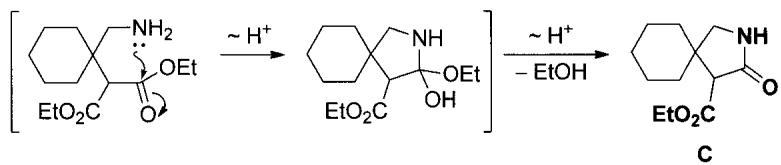 NH₂
OEt
EtO₂C
O
~ H⁺
NH
OEt
OH
EtO₂C
~ H⁺
– EtOH
NH
O
EtO₂C
C